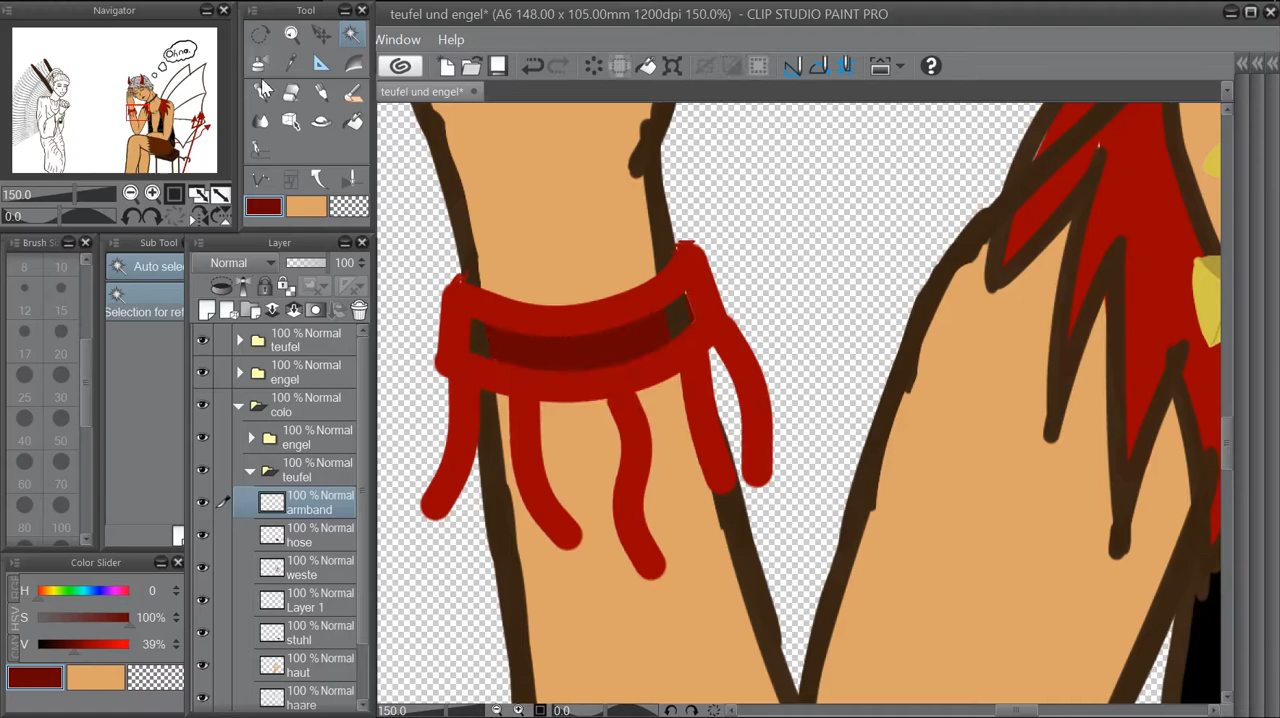 Navigator
Tool
teufel und engel* (A6 148.00 x 105.00mm 1200dpi 150.0%) - CLIP STUDIO PAINT PRO
Window Help
teufel und engel*
Ohno.
150.0
0.0
Brush S
Sub Tool
Layer
8 10
12 15
17 20
25 30
40 50
60 70
80 100
Auto sele
Selection for ref
Normal 100
100 % Normal
teufel
100 % Normal
engel
100 % Normal
colo
100 % Normal
engel
100 % Normal
teufel
100 % Normal
armband
100 % Normal
hose
100 % Normal
weste
100 % Normal
Layer 1
100 % Normal
stuhl
100 % Normal
haut
100 % Normal
haare
Color Slider
H 0
S 100%
V 39%
150.0 0.0